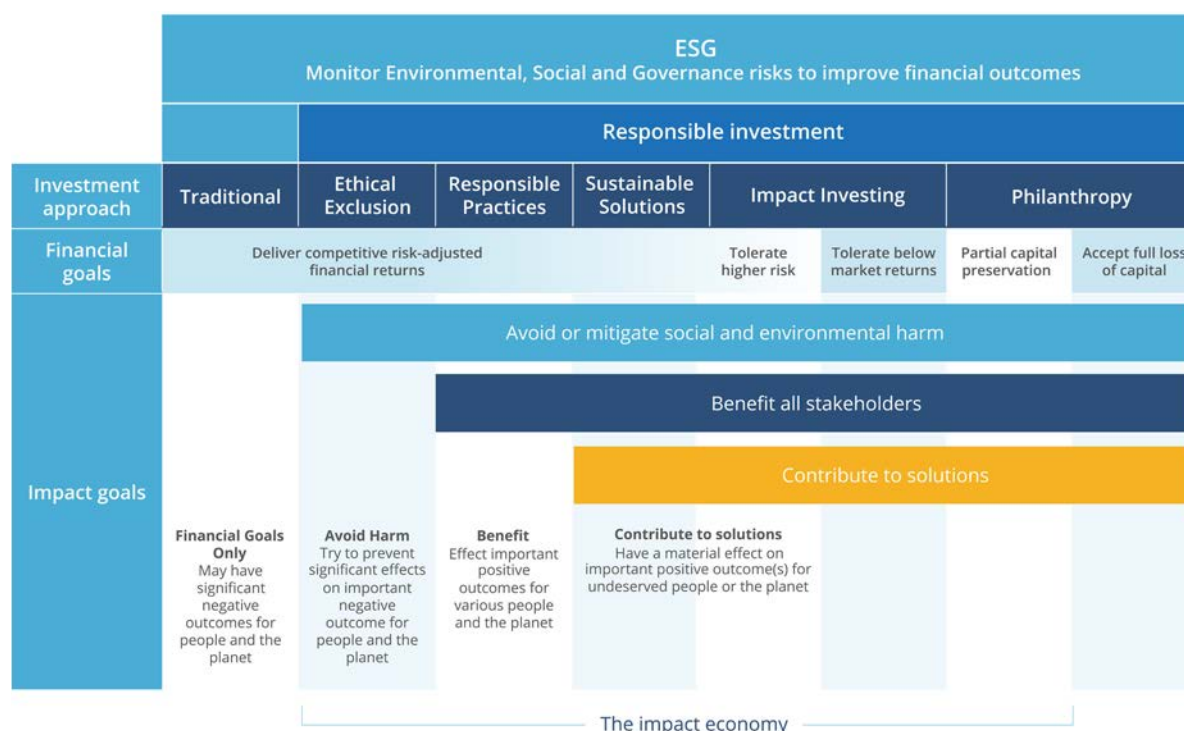 ESG
Monitor Environmental, Social and Governance risks to improve financial outcomes
Responsible investment
Investment
approach
Traditional
Ethical
Exclusion
Responsible
Practices
Sustainable
Solutions
Impact Investing
Philanthropy
Financial
goals
Deliver competitive risk-adjusted
financial returns
Tolerate
higher risk
Tolerate below
market returns
Partial capital
preservation
Accept full loss
of capital
Impact goals
Avoid or mitigate social and environmental harm
Benefit all stakeholders
Contribute to solutions
Financial Goals
Only
May have
significant
negative
outcomes for
people and the
planet
Avoid Harm
Try to prevent
significant effects
on important
negative
outcome for
people and the
planet
Benefit
Effect important
positive
outcomes for
various people
and the planet
Contribute to solutions
Have a material effect on
important positive outcome(s) for
undeserved people or the planet
The impact economy